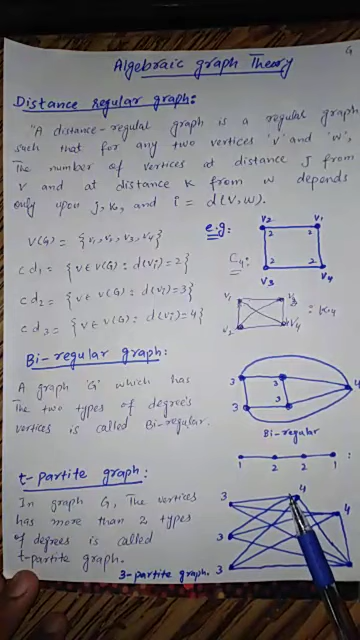 G
Algebraic graph Theory
Distance regular graph:
"A distance-regular graph is a regular graph
such that for any two vertices 'v' and 'w',
The number of vertices at distance j from
v and at distance k from w depends
only upon j, k, and i = d(v,w).
V(G) = {v₁, v₂, v₃, v₄}
cd₁ = {v ∈ V(G) : d(vi) = 2}
cd₂ = {v ∈ V(G) : d(vi) = 3}
cd₃ = {v ∈ V(G) : d(vi) = 4}
e.g:
V₂ V₁
2 2
C₄:
2 2
V₃ V₄
V₁ V₃
= K₄
V₂ V₄
Bi-regular graph:
A graph 'G' which has
The two types of degree's
vertices is called Bi-regular.
3 3 4
3 3
Bi-regular
1 2 2 1
t-partite graph:
In graph G, The vertices
has more than 2 types
of degrees is called
t-partite graph.
3 4
4
3
3
3-partite graph.